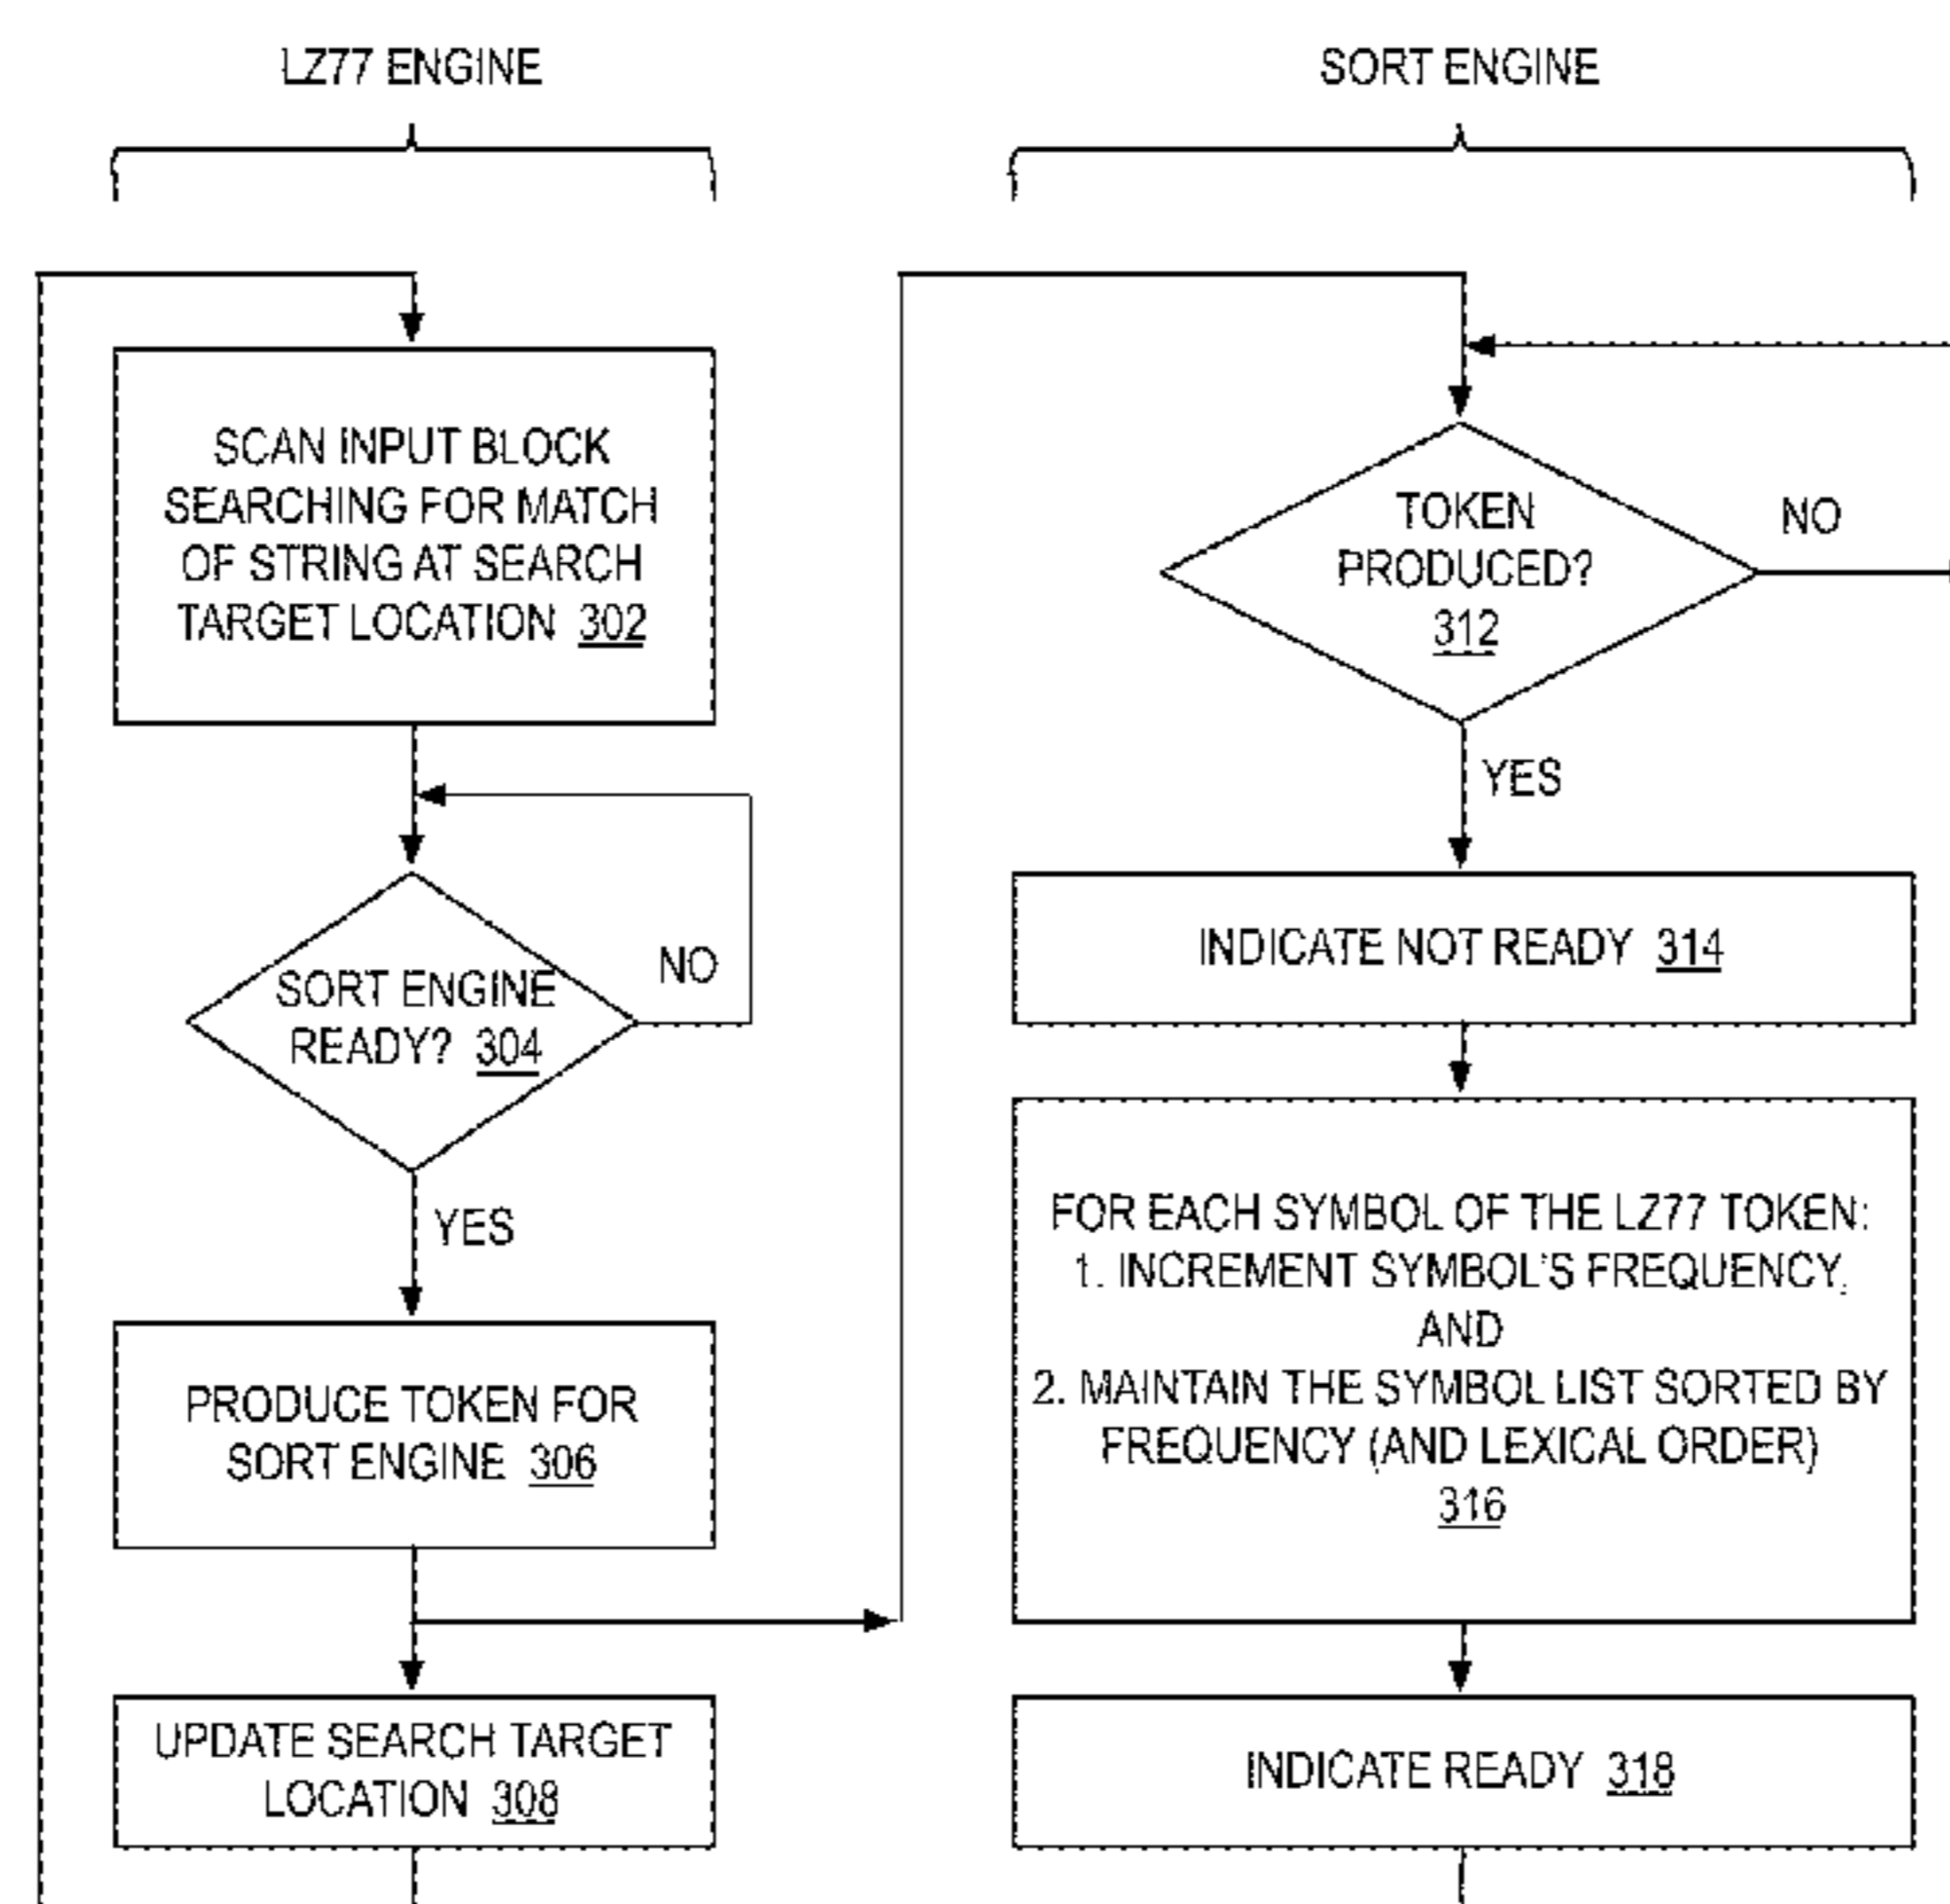 LZ77 ENGINE
SCAN INPUT BLOCK
SEARCHING FOR MATCH
OF STRING AT SEARCH
TARGET LOCATION 302
SORT ENGINE
READY? 304
NO
YES
PRODUCE TOKEN FOR
SORT ENGINE 306
UPDATE SEARCH TARGET
LOCATION 308
SORT ENGINE
TOKEN
PRODUCED?
312
NO
YES
INDICATE NOT READY 314
FOR EACH SYMBOL OF THE LZ77 TOKEN:
1. INCREMENT SYMBOL'S FREQUENCY,
AND
2. MAINTAIN THE SYMBOL LIST SORTED BY
FREQUENCY (AND LEXICAL ORDER)
316
INDICATE READY 318